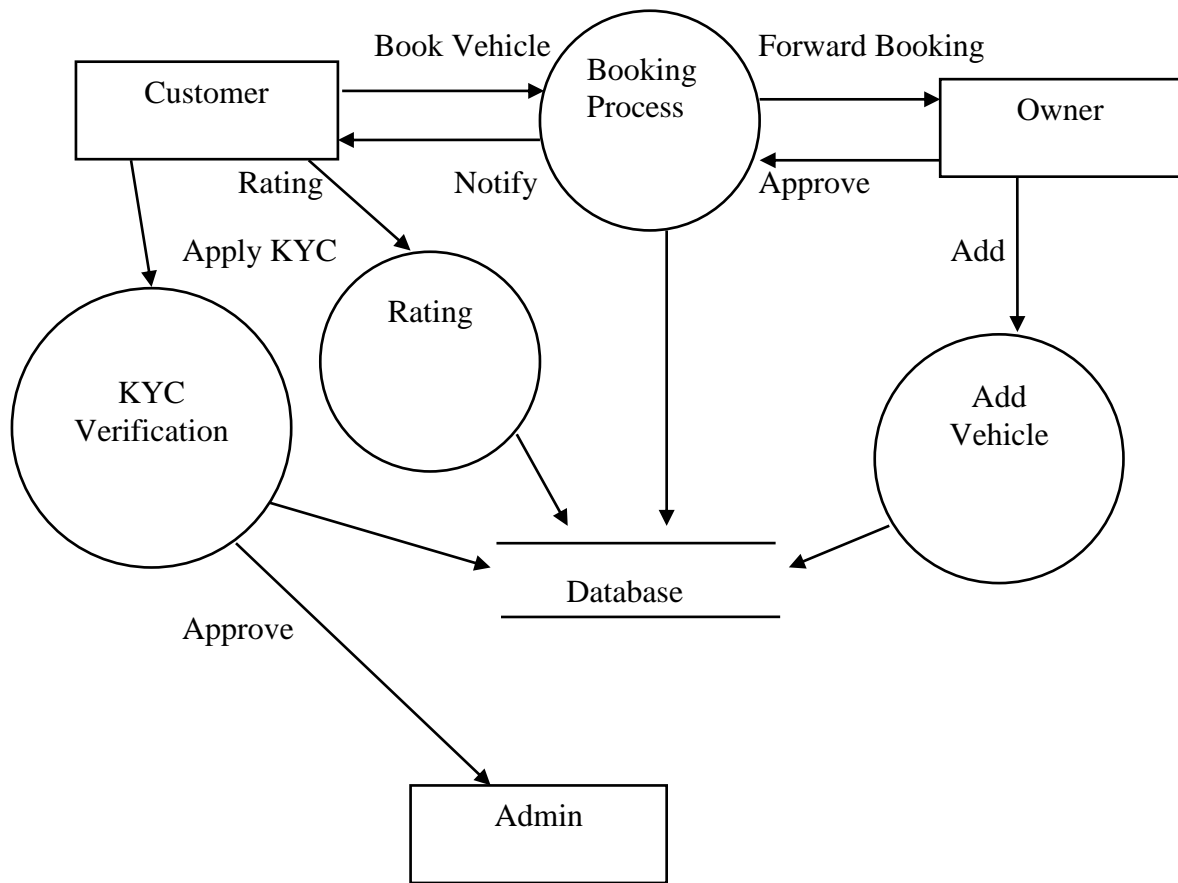 Book Vehicle
Forward Booking
Customer
Booking
Process
Owner
Rating
Notify
Approve
Apply KYC
Add
Rating
KYC
Verification
Add
Vehicle
Database
Approve
Admin